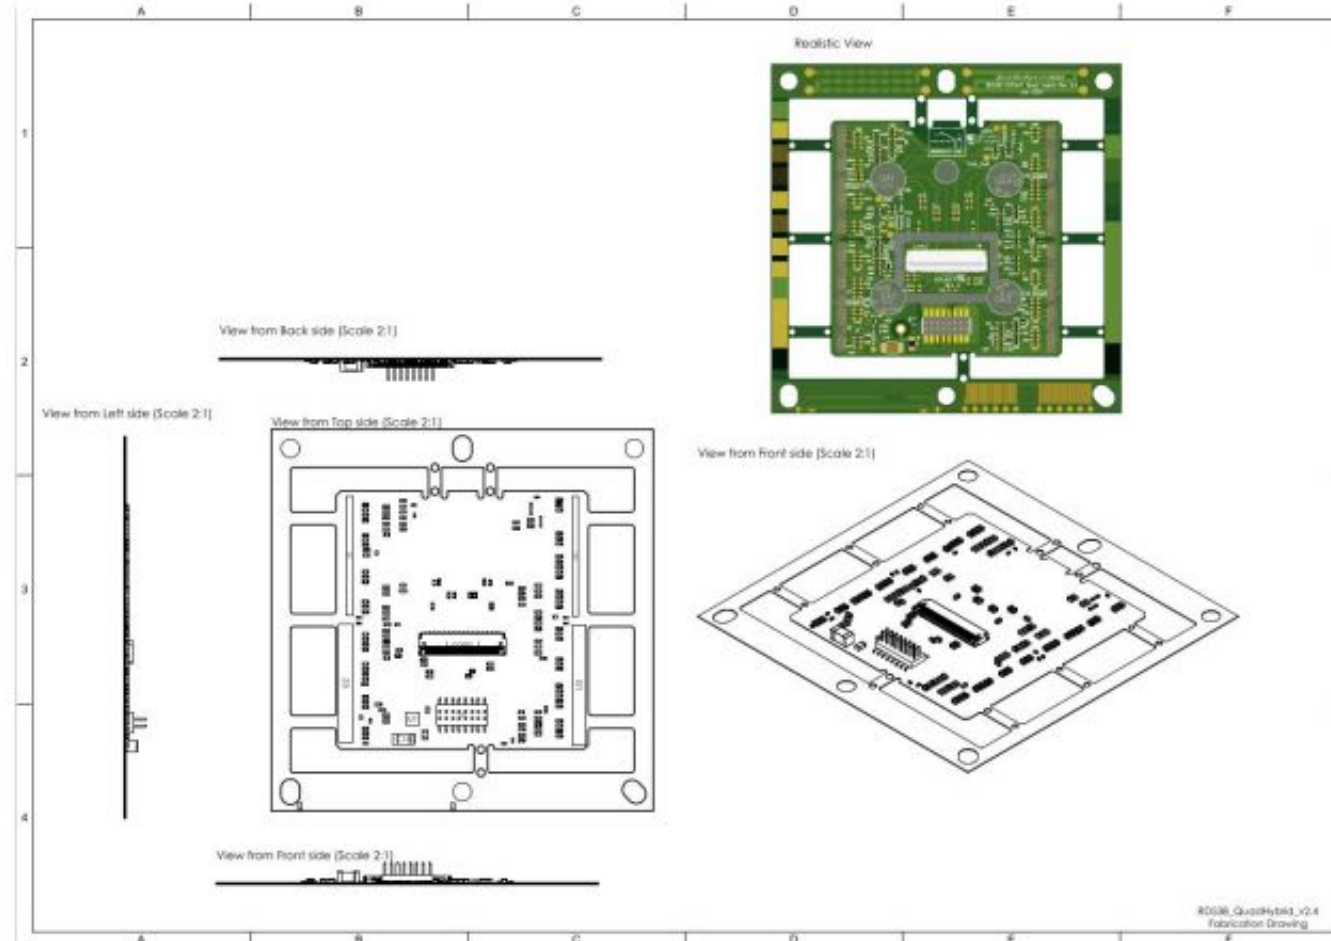 A B C D E F
Realistic View
1
2
View from Back side (Scale 2:1)
View from Left side (Scale 2:1)
View from Top side (Scale 2:1)
View from Front side (Scale 2:1)
3
4
View from Front side (Scale 2:1)
RD53B_QuadHybrid_v2.4
Fabrication Drawing
A B C D E F